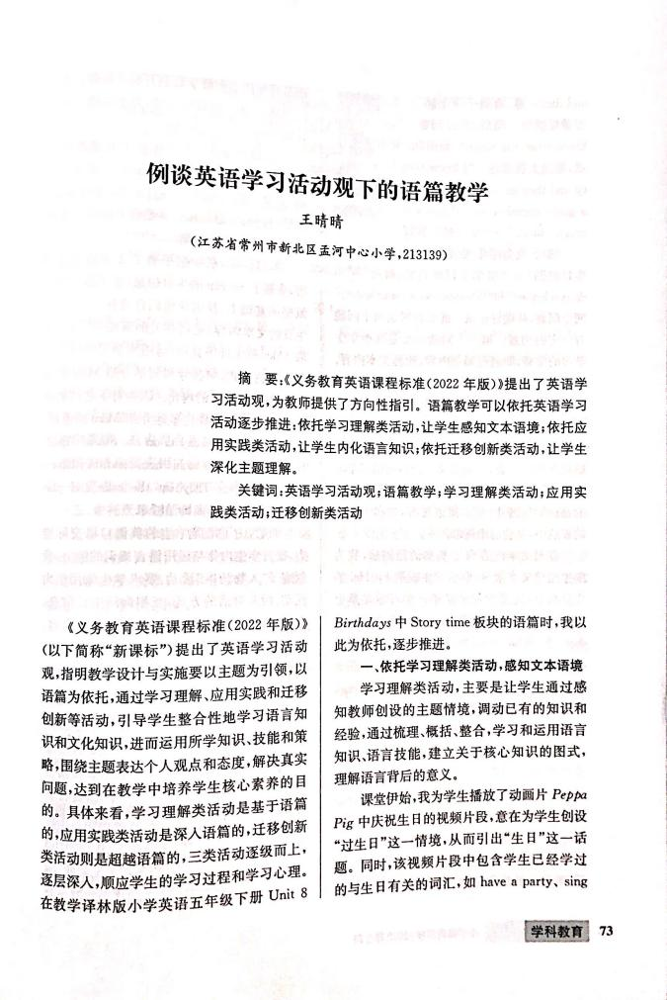 例谈英语学习活动观下的语篇教学
王晴晴
(江苏省常州市新北区孟河中心小学,213139)
摘 要:《义务教育英语课程标准(2022 年版)》提出了英语学
习活动观,为教师提供了方向性指引。语篇教学可以依托英语学习
活动逐步推进:依托学习理解类活动,让学生感知文本语境;依托应
用实践类活动,让学生内化语言知识;依托迁移创新类活动,让学生
深化主题理解。
关键词:英语学习活动观;语篇教学;学习理解类活动;应用实
践类活动;迁移创新类活动
《义务教育英语课程标准(2022 年版)》
(以下简称“新课标”)提出了英语学习活动
观,指明教学设计与实施要以主题为引领,以
语篇为依托,通过学习理解、应用实践和迁移
创新等活动,引导学生整合性地学习语言知
识和文化知识,进而运用所学知识、技能和策
略,围绕主题表达个人观点和态度,解决真实
问题,达到在教学中培养学生核心素养的目
的。具体来看,学习理解类活动是基于语篇
的,应用实践类活动是深入语篇的,迁移创新
类活动则是超越语篇的,三类活动逐级而上,
逐层深入,顺应学生的学习过程和学习心理。
在教学译林版小学英语五年级下册 Unit 8
Birthdays 中 Story time 板块的语篇时,我以
此为依托,逐步推进。
一、依托学习理解类活动,感知文本语境
学习理解类活动,主要是让学生通过感
知教师创设的主题情境,调动已有的知识和
经验,通过梳理、概括、整合,学习和运用语言
知识、语言技能,建立关于核心知识的图式,
理解语言背后的意义。
课堂伊始,我为学生播放了动画片 Peppa
Pig 中庆祝生日的视频片段,意在为学生创设
“过生日”这一情境,从而引出“生日”这一话
题。同时,该视频片段中包含学生已经学过
的与生日有关的词汇,如 have a party、sing
学科教育 73